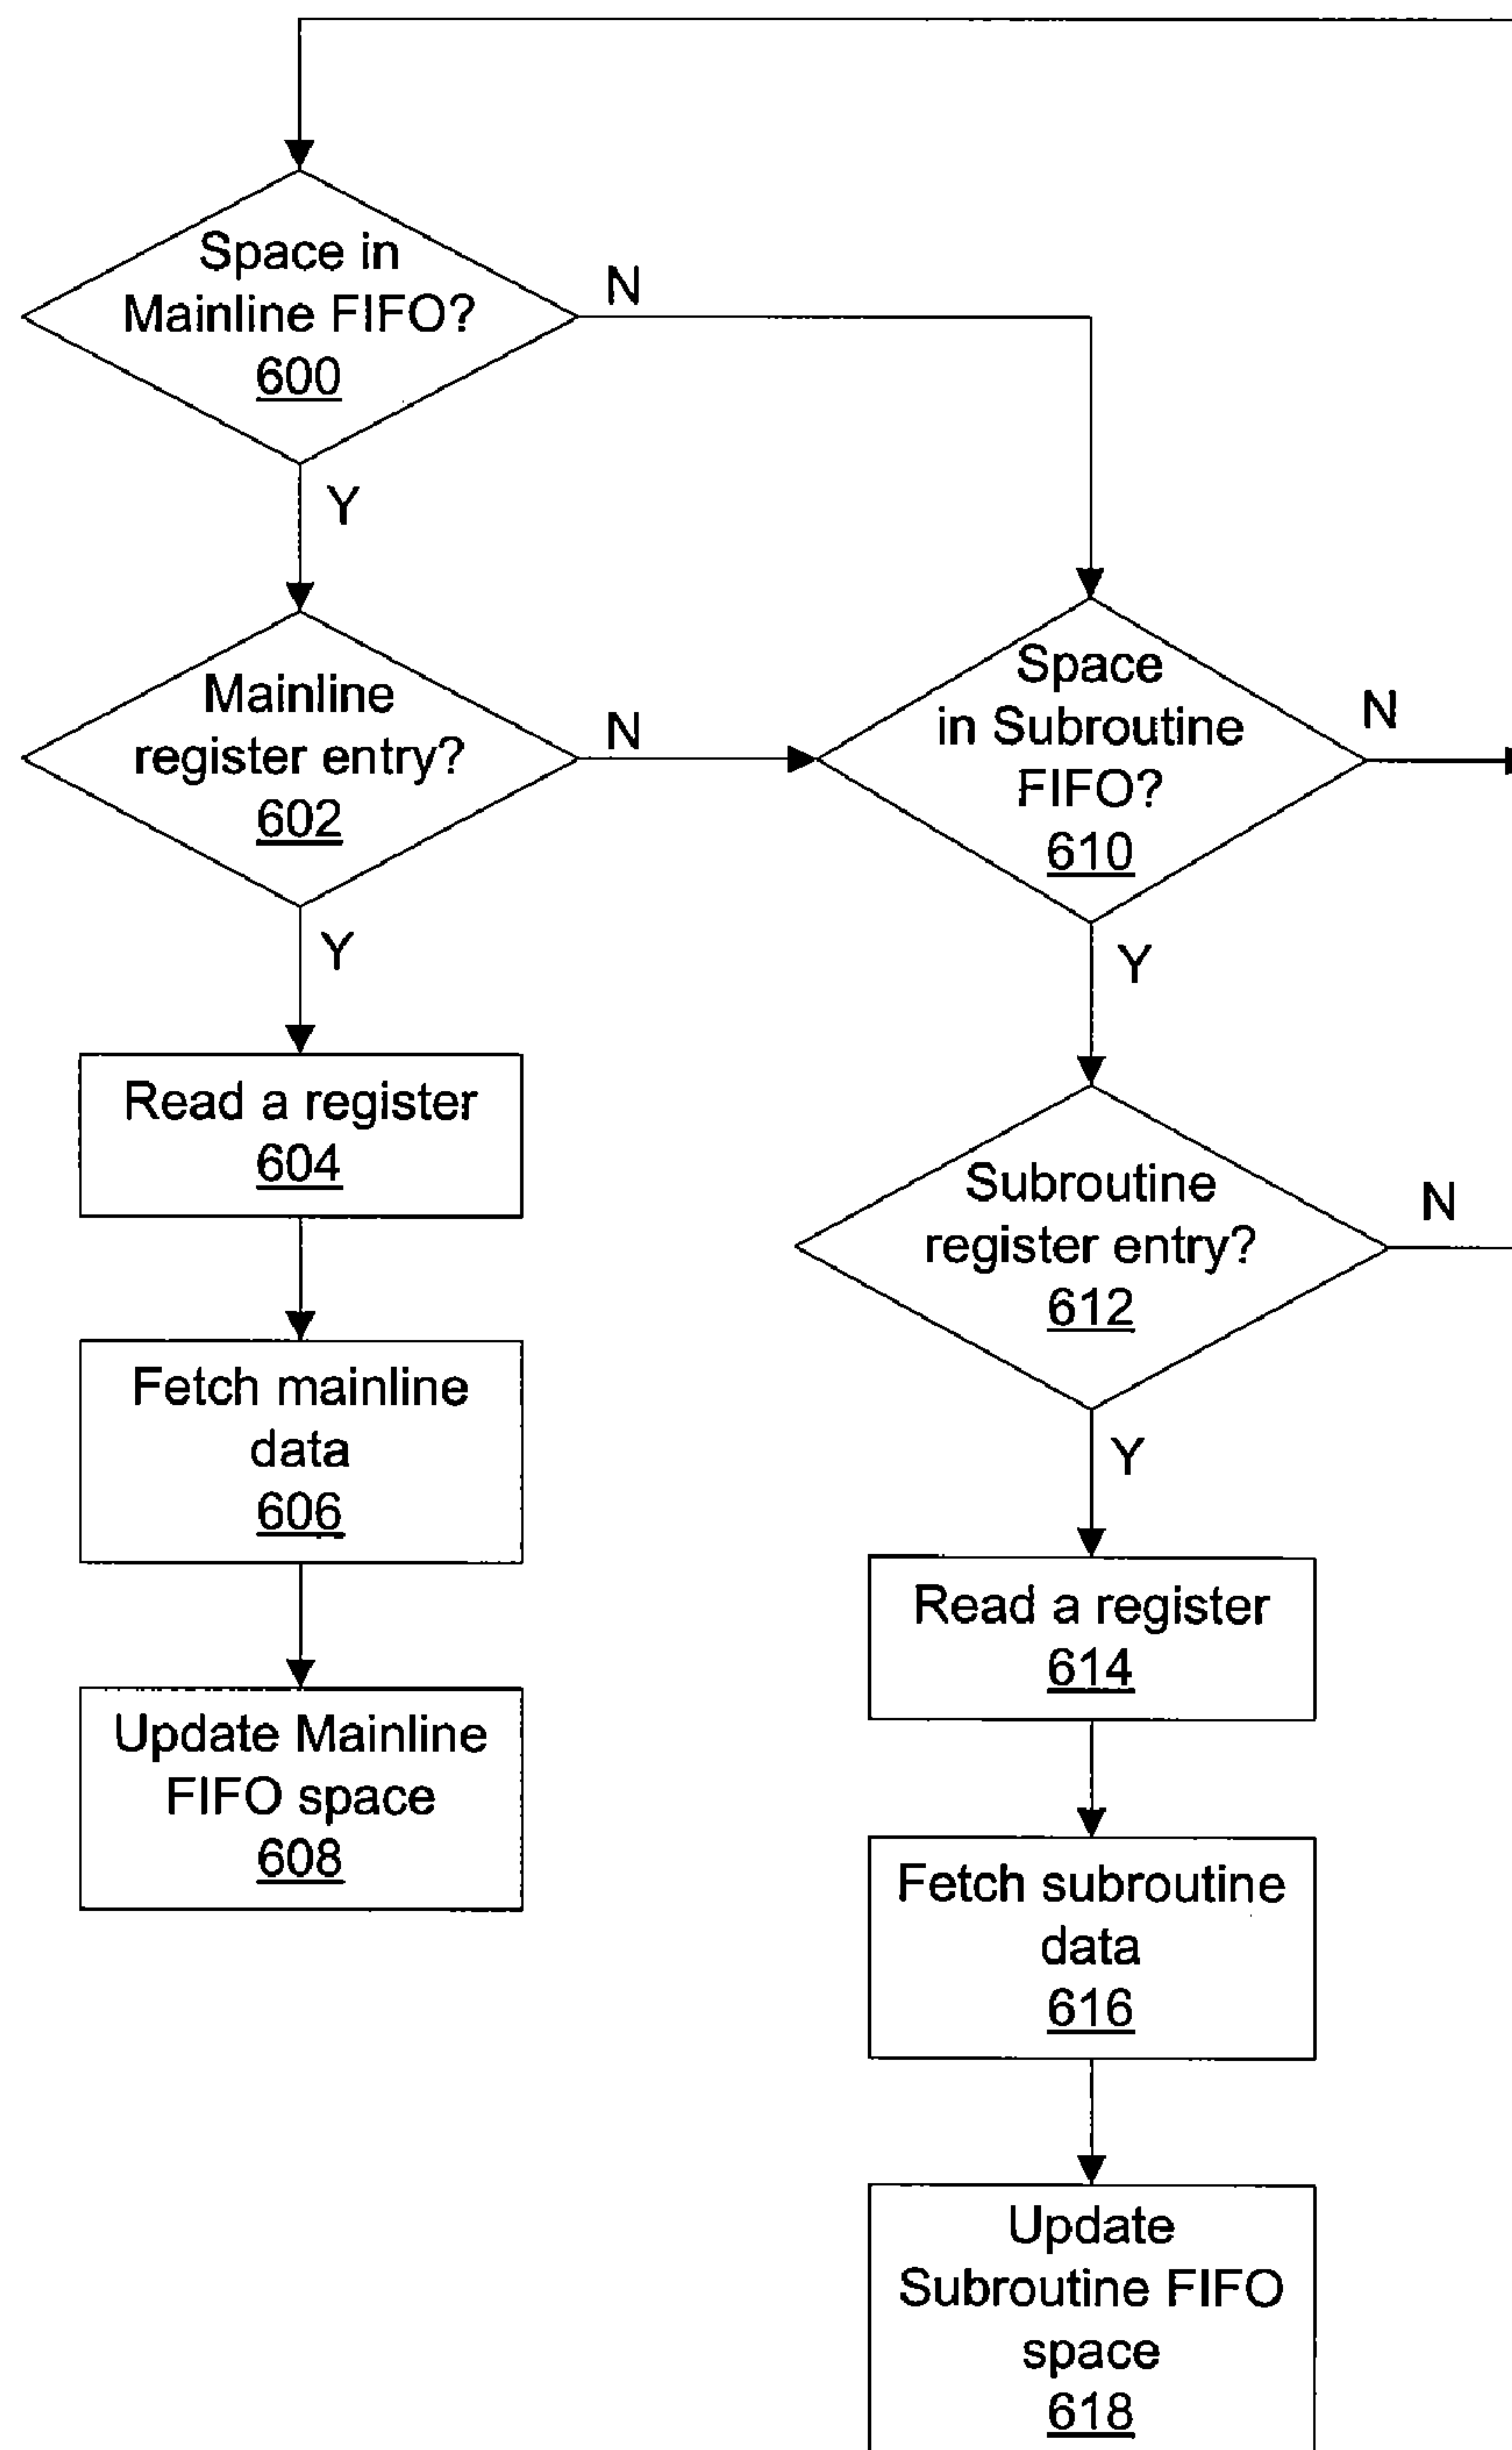 Space in
Mainline FIFO?
600
N
Y
Mainline
register entry?
602
N
Y
Read a register
604
Fetch mainline
data
606
Update Mainline
FIFO space
608
Space
in Subroutine
FIFO?
610
N
Y
Subroutine
register entry?
612
N
Y
Read a register
614
Fetch subroutine
data
616
Update
Subroutine FIFO
space
618